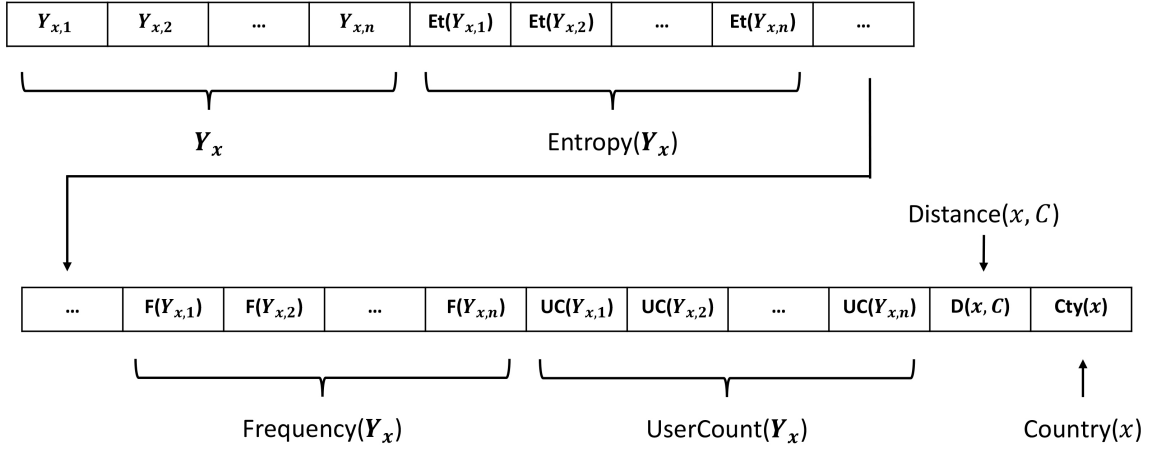 Y_{x,1} Y_{x,2} ... Y_{x,n} Et(Y_{x,1}) Et(Y_{x,2}) ... Et(Y_{x,n}) ...
Y_x Entropy(Y_x)
Distance(x, C)
... F(Y_{x,1}) F(Y_{x,2}) ... F(Y_{x,n}) UC(Y_{x,1}) UC(Y_{x,2}) ... UC(Y_{x,n}) D(x, C) Cty(x)
Frequency(Y_x) UserCount(Y_x) Country(x)